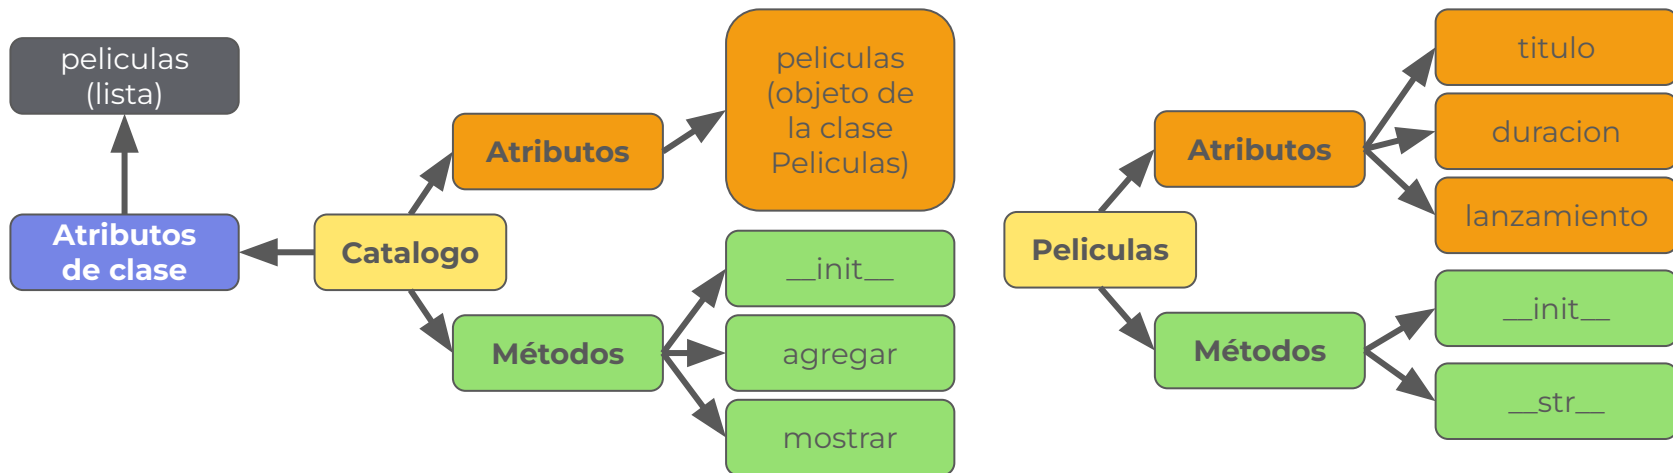 peliculas
(lista)
Atributos
de clase
Catalogo
Atributos
peliculas
(objeto de
la clase
Peliculas)
Métodos
__init__
agregar
mostrar
Peliculas
Atributos
titulo
duracion
lanzamiento
Métodos
__init__
__str__